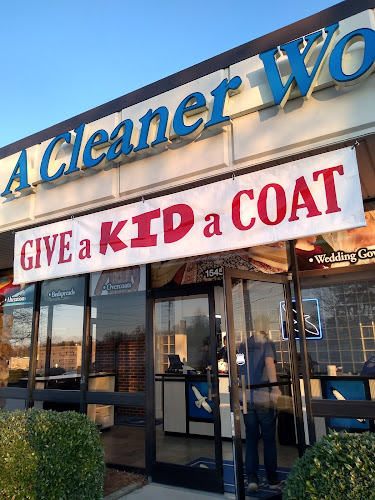 A Cleaner Wo
GIVE a KID a COAT
1545
• Wedding Gow
• Alterations
• Bedspreads
• Overcoats